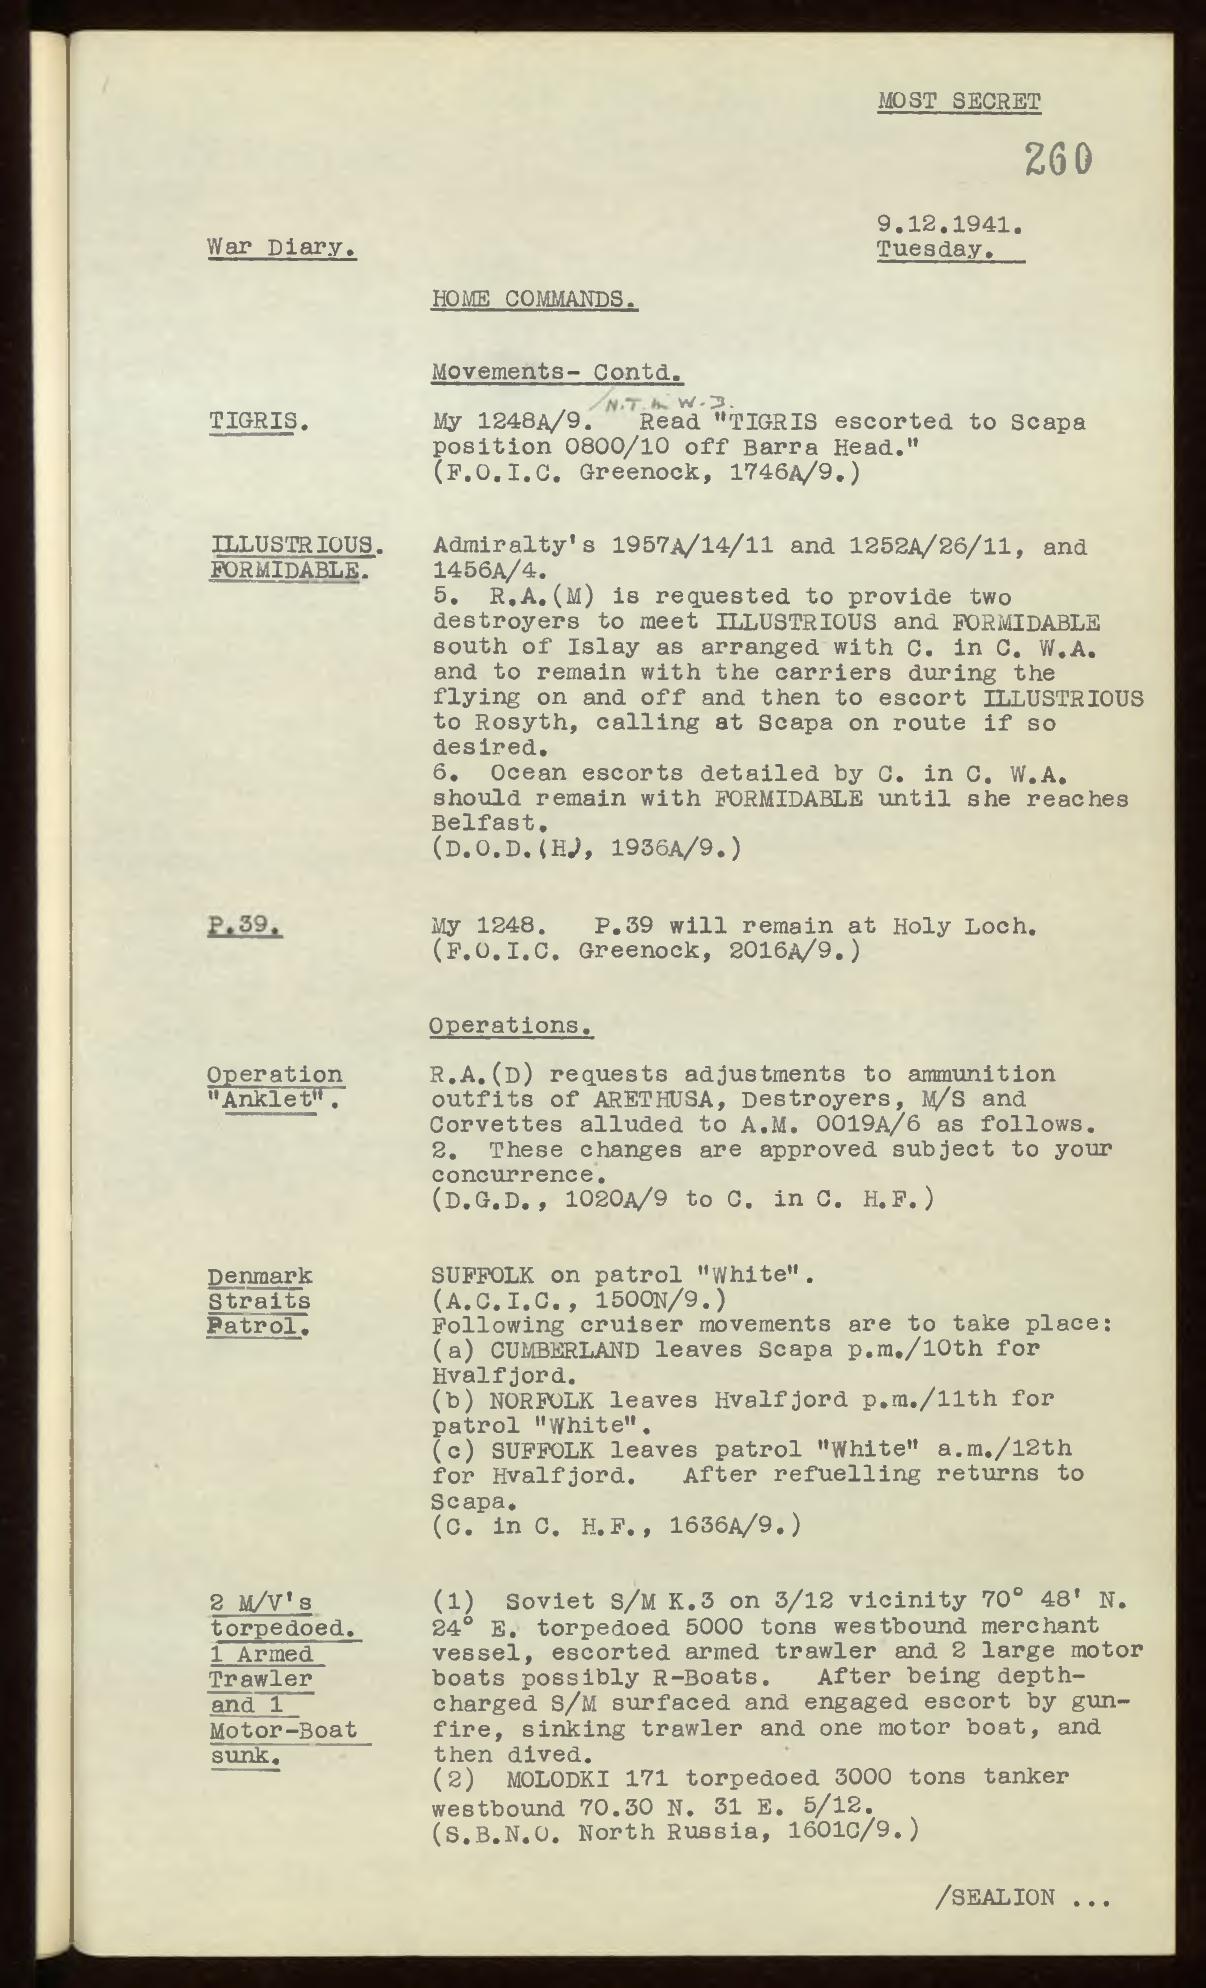 MOST SECRET
260
9.12.1941.
War Diary.
Tuesday.
HOME COMMANDS.
Movements- Contd.
/N.T. in W.D.
TIGRIS.
My 1248A/9. Read "TIGRIS escorted to Scapa
position 0800/10 off Barra Head."
(F.O.I.C. Greenock, 1746A/9.)
ILLUSTRIOUS.
FORMIDABLE.
Admiralty's 1957A/14/11 and 1252A/26/11, and
1456A/4.
5. R.A.(M) is requested to provide two
destroyers to meet ILLUSTRIOUS and FORMIDABLE
south of Islay as arranged with C. in C. W.A.
and to remain with the carriers during the
flying on and off and then to escort ILLUSTRIOUS
to Rosyth, calling at Scapa on route if so
desired.
6. Ocean escorts detailed by C. in C. W.A.
should remain with FORMIDABLE until she reaches
Belfast.
(D.O.D.(H), 1936A/9.)
P.39.
My 1248. P.39 will remain at Holy Loch.
(F.O.I.C. Greenock, 2016A/9.)
Operations.
Operation
"Anklet".
R.A.(D) requests adjustments to ammunition
outfits of ARETHUSA, Destroyers, M/S and
Corvettes alluded to A.M. 0019A/6 as follows.
2. These changes are approved subject to your
concurrence.
(D.G.D., 1020A/9 to C. in C. H.F.)
Denmark
Straits
Patrol.
SUFFOLK on patrol "White".
(A.C.I.C., 1500N/9.)
Following cruiser movements are to take place:
(a) CUMBERLAND leaves Scapa p.m./10th for
Hvalfjord.
(b) NORFOLK leaves Hvalfjord p.m./11th for
patrol "White".
(c) SUFFOLK leaves patrol "White" a.m./12th
for Hvalfjord. After refuelling returns to
Scapa.
(C. in C. H.F., 1636A/9.)
2 M/V's
torpedoed.
1 Armed
Trawler
and 1
Motor-Boat
sunk.
(1) Soviet S/M K.3 on 3/12 vicinity 70° 48' N.
24° E. torpedoed 5000 tons westbound merchant
vessel, escorted armed trawler and 2 large motor
boats possibly R-Boats. After being depth-
charged S/M surfaced and engaged escort by gun-
fire, sinking trawler and one motor boat, and
then dived.
(2) MOLODKI 171 torpedoed 3000 tons tanker
westbound 70.30 N. 31 E. 5/12.
(S.B.N.O. North Russia, 1601C/9.)
/SEALION ...